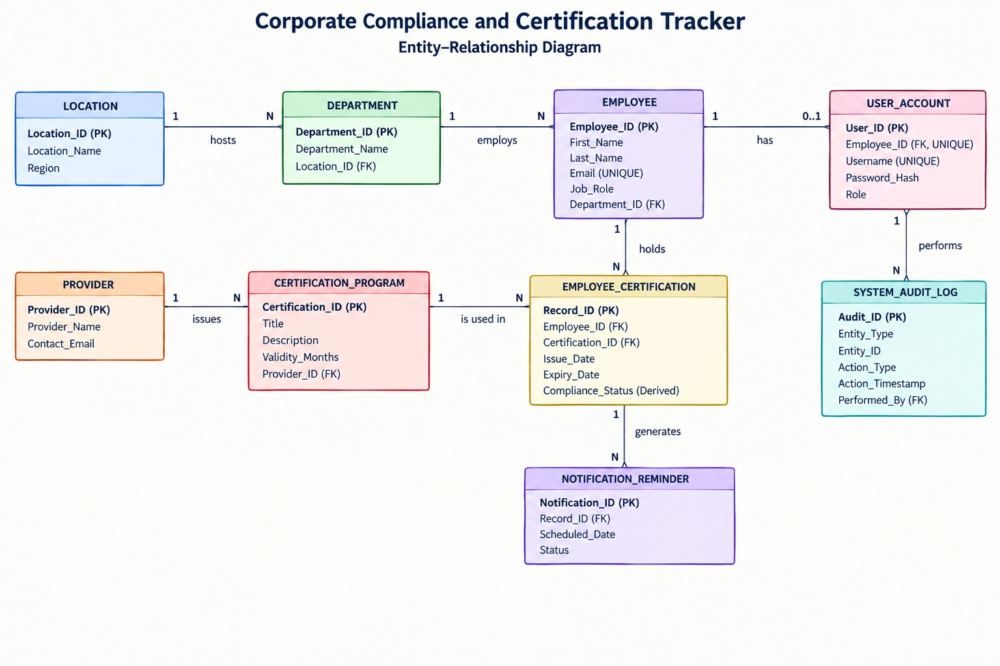 Corporate Compliance and Certification Tracker
Entity–Relationship Diagram
LOCATION
Location_ID (PK)
Location_Name
Region
1
N
hosts
DEPARTMENT
Department_ID (PK)
Department_Name
Location_ID (FK)
1
N
employs
EMPLOYEE
Employee_ID (PK)
First_Name
Last_Name
Email (UNIQUE)
Job_Role
Department_ID (FK)
1
0..1
has
USER_ACCOUNT
User_ID (PK)
Employee_ID (FK, UNIQUE)
Username (UNIQUE)
Password_Hash
Role
1
holds
N
1
performs
N
PROVIDER
Provider_ID (PK)
Provider_Name
Contact_Email
1
N
issues
CERTIFICATION_PROGRAM
Certification_ID (PK)
Title
Description
Validity_Months
Provider_ID (FK)
1
N
is used in
EMPLOYEE_CERTIFICATION
Record_ID (PK)
Employee_ID (FK)
Certification_ID (FK)
Issue_Date
Expiry_Date
Compliance_Status (Derived)
SYSTEM_AUDIT_LOG
Audit_ID (PK)
Entity_Type
Entity_ID
Action_Type
Action_Timestamp
Performed_By (FK)
1
generates
N
NOTIFICATION_REMINDER
Notification_ID (PK)
Record_ID (FK)
Scheduled_Date
Status